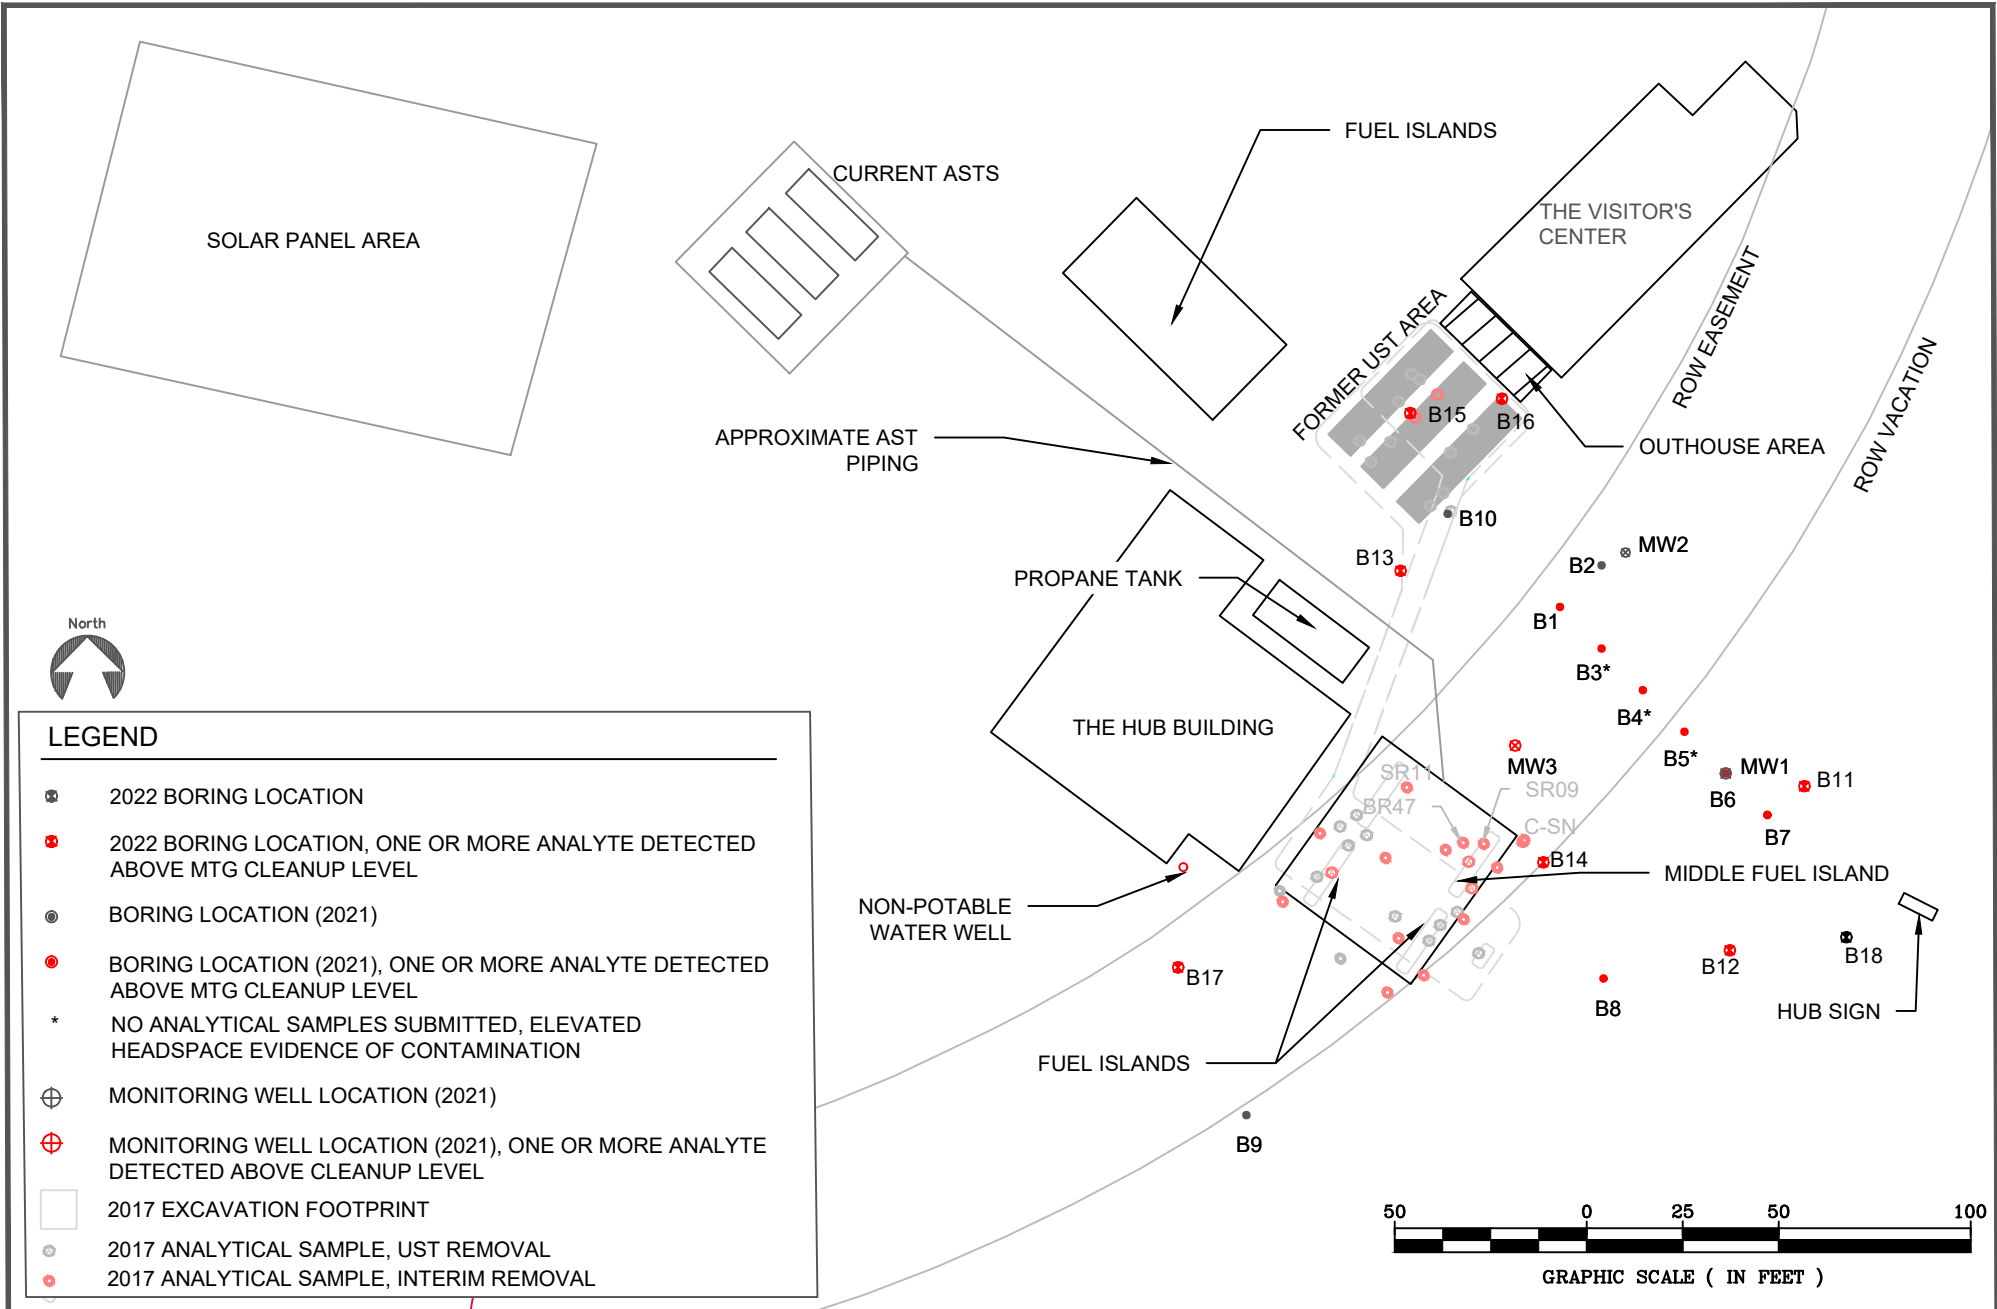 FUEL ISLANDS
CURRENT ASTS
SOLAR PANEL AREA
THE VISITOR'S
CENTER
ROW EASEMENT
ROW VACATION
FORMER UST AREA
B15
B16
OUTHOUSE AREA
APPROXIMATE AST
PIPING
B10
MW2
B2
B13
PROPANE TANK
B1
North
B3*
B4*
THE HUB BUILDING
B5*
MW3
MW1
B6
B11
SR11
SR09
BR47
C-SN
B7
B14
MIDDLE FUEL ISLAND
NON-POTABLE
WATER WELL
B17
B12
B18
B8
HUB SIGN
FUEL ISLANDS
B9
LEGEND
2022 BORING LOCATION
2022 BORING LOCATION, ONE OR MORE ANALYTE DETECTED
ABOVE MTG CLEANUP LEVEL
BORING LOCATION (2021)
BORING LOCATION (2021), ONE OR MORE ANALYTE DETECTED
ABOVE MTG CLEANUP LEVEL
* NO ANALYTICAL SAMPLES SUBMITTED, ELEVATED
HEADSPACE EVIDENCE OF CONTAMINATION
MONITORING WELL LOCATION (2021)
MONITORING WELL LOCATION (2021), ONE OR MORE ANALYTE
DETECTED ABOVE CLEANUP LEVEL
2017 EXCAVATION FOOTPRINT
2017 ANALYTICAL SAMPLE, UST REMOVAL
2017 ANALYTICAL SAMPLE, INTERIM REMOVAL
50 0 25 50 100
GRAPHIC SCALE ( IN FEET )